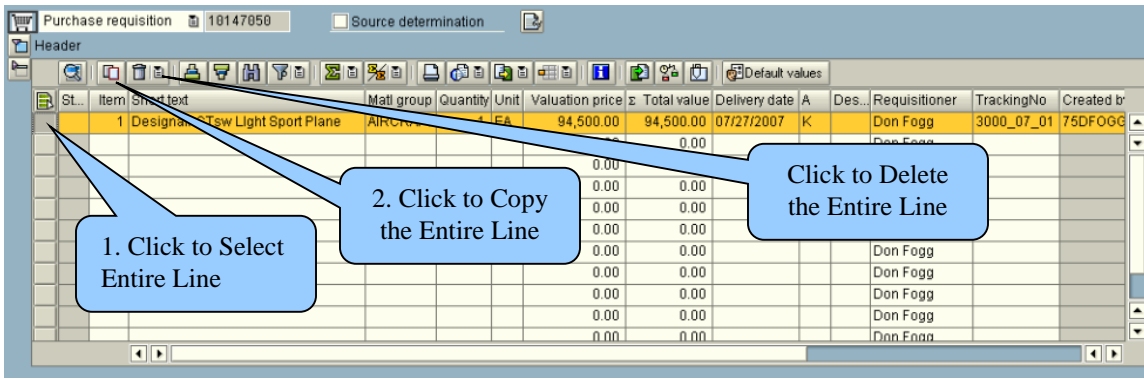 Purchase requisition 10147050 Source determination
Header
Default values
St... Item Short text Matl group Quantity Unit Valuation price Σ Total value Delivery date A Des... Requisitioner TrackingNo Created by
1 Designair CTsw LIght Sport Plane 1 EA 94,500.00 94,500.00 07/27/2007 K Don Fogg 3000_07_01 75DFOGG
0.00 Don Fogg
0.00
0.00 0.00
0.00 0.00
0.00 0.00
0.00 0.00 Don Fogg
0.00 0.00 Don Fogg
0.00 0.00 Don Fogg
0.00 0.00 Don Fogg
0.00 0.00 Don Fogg
1. Click to Select
Entire Line
2. Click to Copy
the Entire Line
Click to Delete
the Entire Line